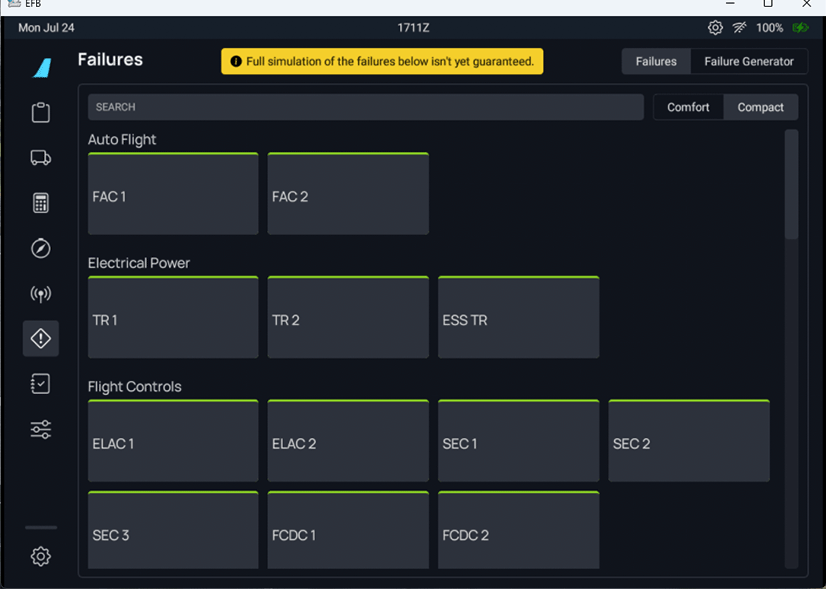 EFB
Mon Jul 24
1711Z
100%
Failures
Full simulation of the failures below isn't yet guaranteed.
Failures
Failure Generator
SEARCH
Comfort
Compact
Auto Flight
FAC 1
FAC 2
Electrical Power
TR 1
TR 2
ESS TR
Flight Controls
ELAC 1
ELAC 2
SEC 1
SEC 2
SEC 3
FCDC 1
FCDC 2